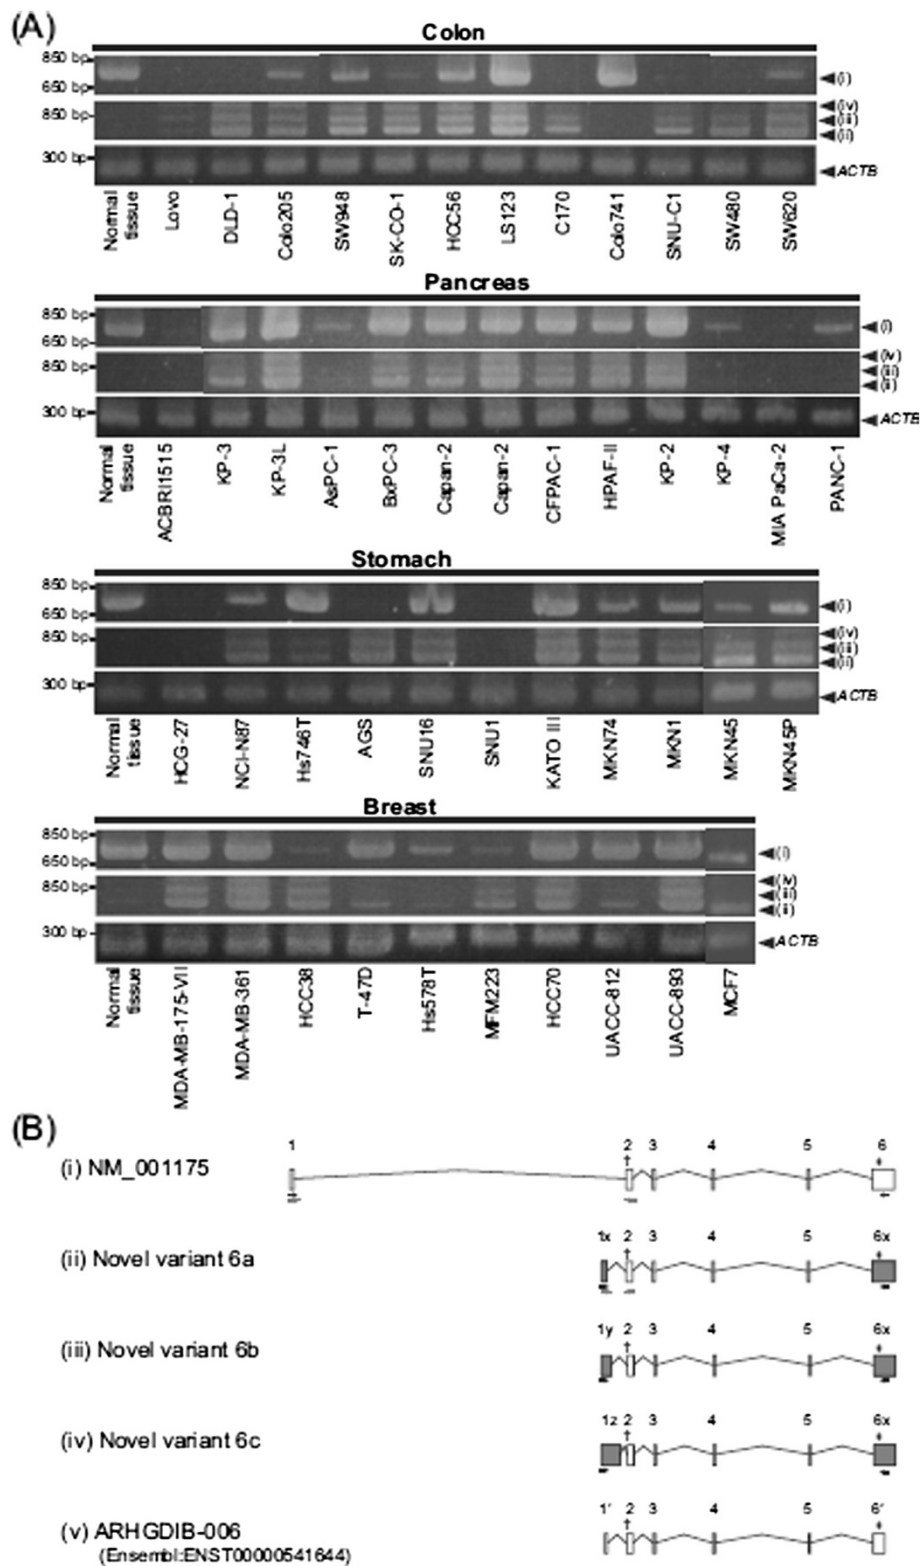 (A)
Colon
850 bp
650 bp
(i)
850 bp
(iv)
(iii)
(ii)
300 bp
ACTB
Normal tissue
Lovo
DLD-1
Colo205
SW948
SK-CO-1
HCC56
LS123
C170
Colo741
SNU-C1
SW480
SW620
Pancreas
850 bp
650 bp
(i)
850 bp
(iv)
(iii)
(ii)
300 bp
ACTB
Normal tissue
ACBRI1515
KP-3
KP-3L
AsPC-1
BxPC-3
Capan-2
Capan-2
CFPAC-1
HPAF-II
KP-2
KP-4
MIA PaCa-2
PANC-1
Stomach
850 bp
650 bp
(i)
850 bp
(iv)
(iii)
(ii)
300 bp
ACTB
Normal tissue
HCG-27
NCI-N87
Hs746T
AGS
SNU16
SNU1
KATO III
MKN74
MKN1
MKN45
MKN45P
Breast
850 bp
650 bp
(i)
850 bp
(iv)
(iii)
(ii)
300 bp
ACTB
Normal tissue
MDA-MB-175-VII
MDA-MB-361
HCC38
T-47D
Hs578T
MFM223
HCC70
UACC-812
UACC-893
MCF7
(B)
1 2 3 4 5 6
(i) NM_001175
1x 2 3 4 5 6x
(ii) Novel variant 6a
1y 2 3 4 5 6x
(iii) Novel variant 6b
1z 2 3 4 5 6x
(iv) Novel variant 6c
1' 2 3 4 5 6'
(v) ARHGDIB-006
(Ensembl:ENST00000541644)